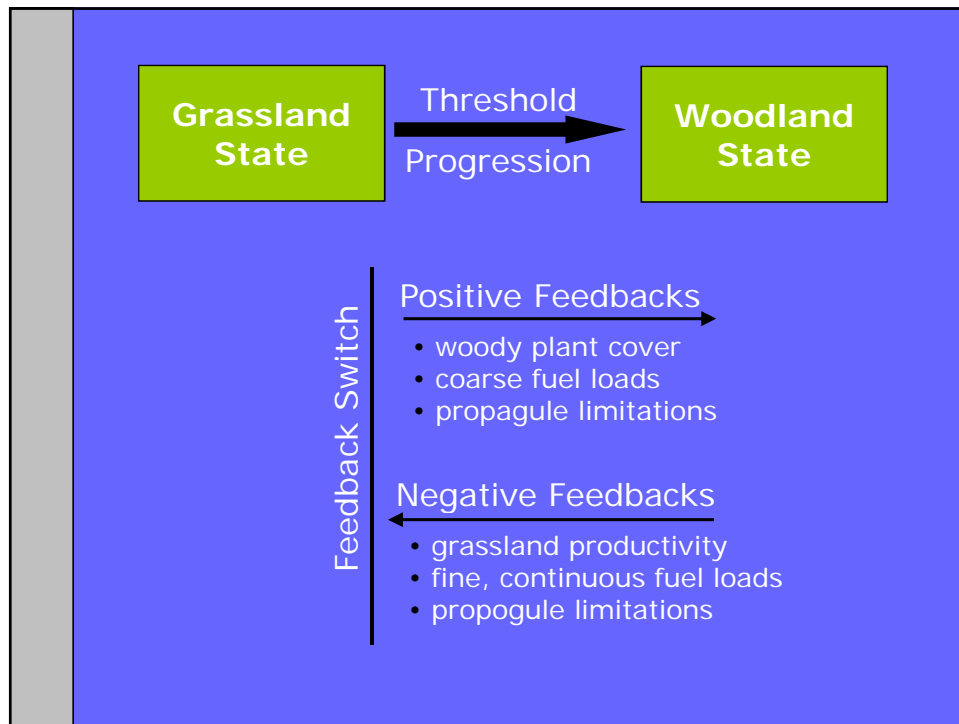 Grassland
State
Threshold
Progression
Woodland
State
Feedback Switch
Positive Feedbacks
• woody plant cover
• coarse fuel loads
• propagule limitations
Negative Feedbacks
• grassland productivity
• fine, continuous fuel loads
• propogule limitations